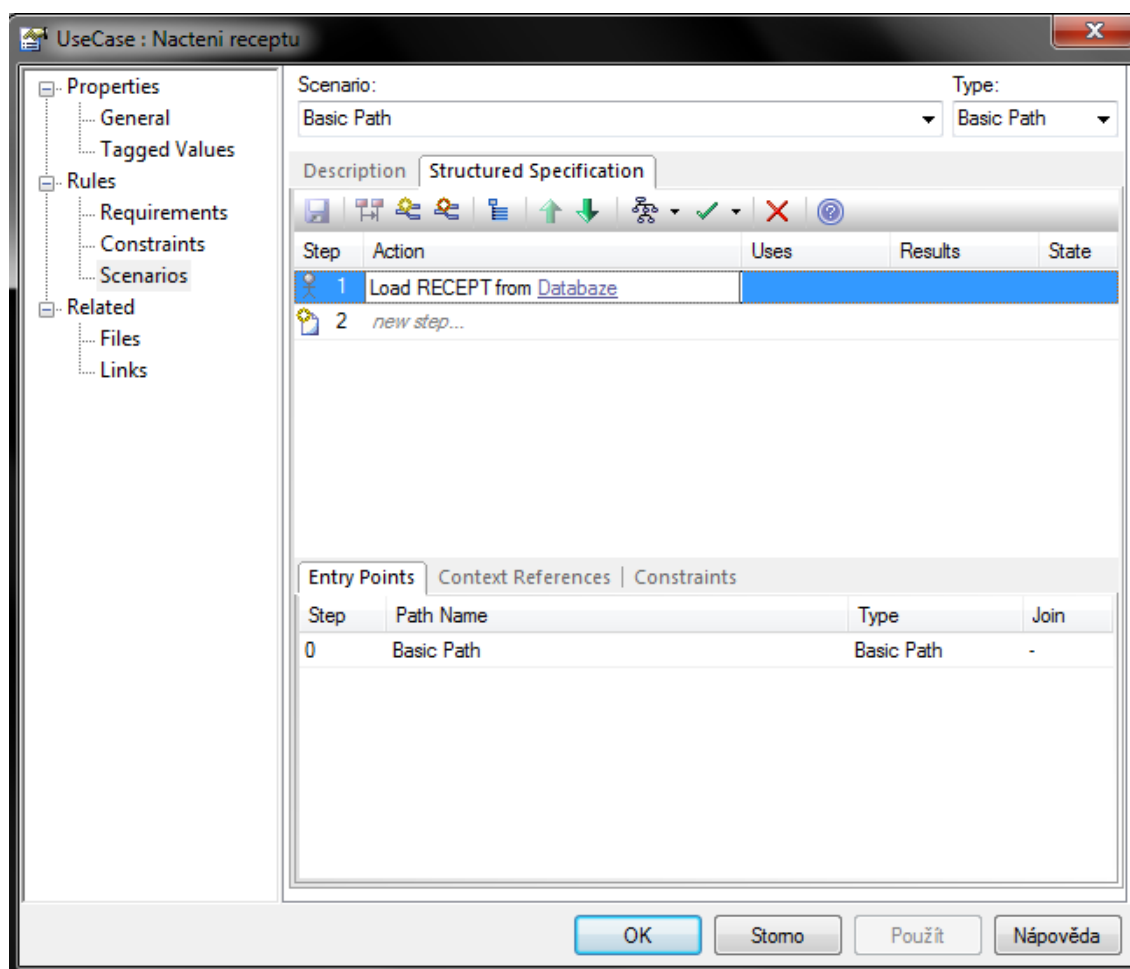 UseCase : Nacteni receptu
x
Properties
General
Tagged Values
Rules
Requirements
Constraints
Scenarios
Related
Files
Links
Scenario: Type:
Basic Path Basic Path
Description Structured Specification
Step Action Uses Results State
1 Load RECEPT from Databaze
2 new step...
Entry Points Context References | Constraints
Step Path Name Type Join
0 Basic Path Basic Path -
OK Storno Použít Nápověda